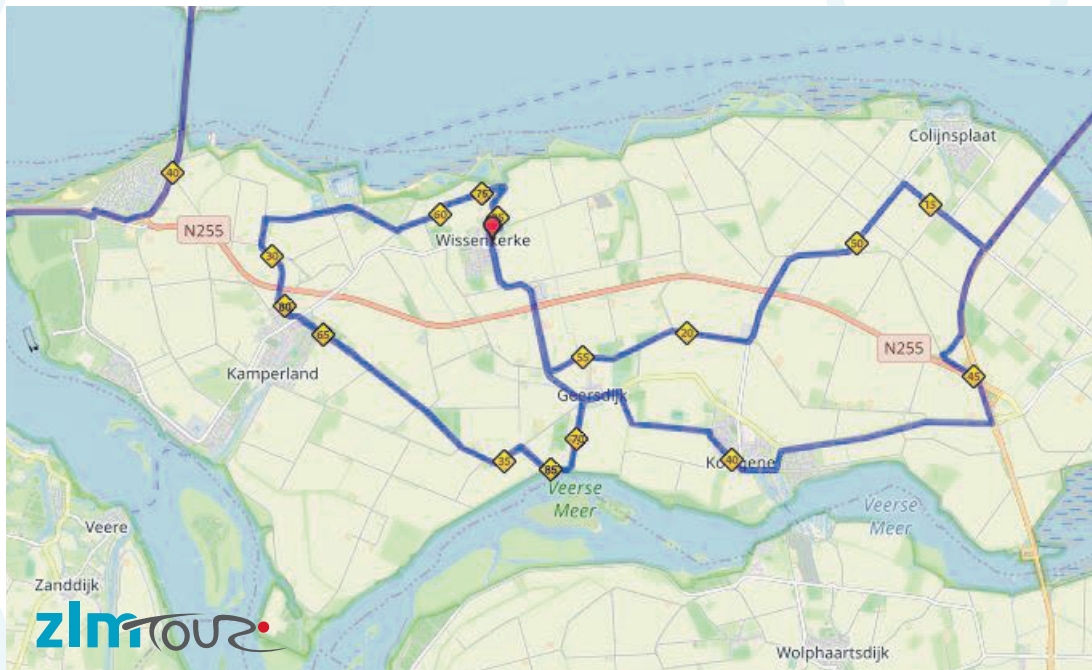 Colijnsplaat
40
75
60
15
N255
Wissenkerke
50
30
80
65
20
55
N255
45
Kamperland
Geersdijk
70
40
35
85
Veerse
Meer
Veerse
Meer
Veere
Zanddijk
zlmTOUR
Wolphaartsdijk